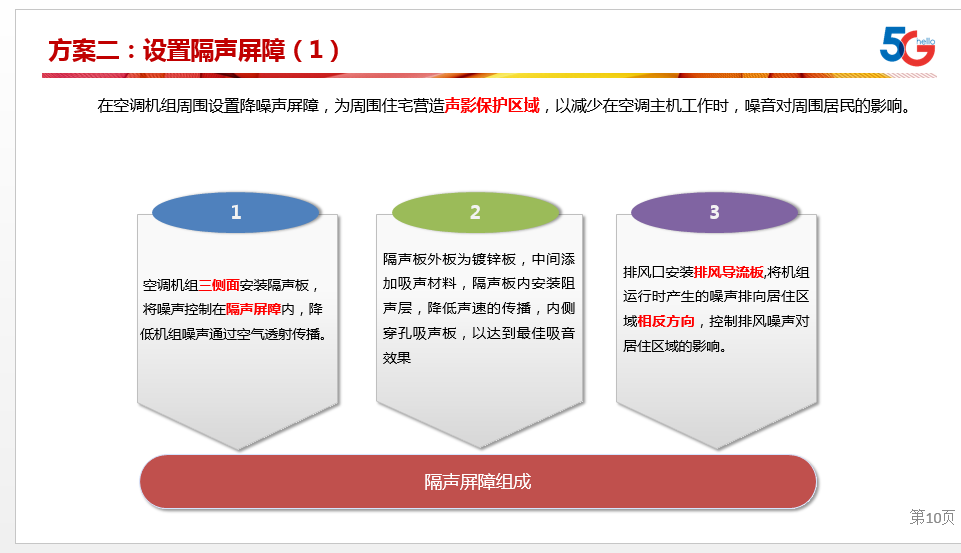 方案二：设置隔声屏障（1）
5G
hello
在空调机组周围设置降噪声屏障，为周围住宅营造声影保护区域，以减少在空调主机工作时，噪音对周围居民的影响。
1
空调机组三侧面安装隔声板，
将噪声控制在隔声屏障内，降
低机组噪声通过空气透射传播。
2
隔声板外板为镀锌板，中间添
加吸声材料，隔声板内安装阻
声层，降低声速的传播，内侧
穿孔吸声板，以达到最佳吸音
效果
3
排风口安装排风导流板,将机组
运行时产生的噪声排向居住区
域相反方向，控制排风噪声对
居住区域的影响。
隔声屏障组成
第10页